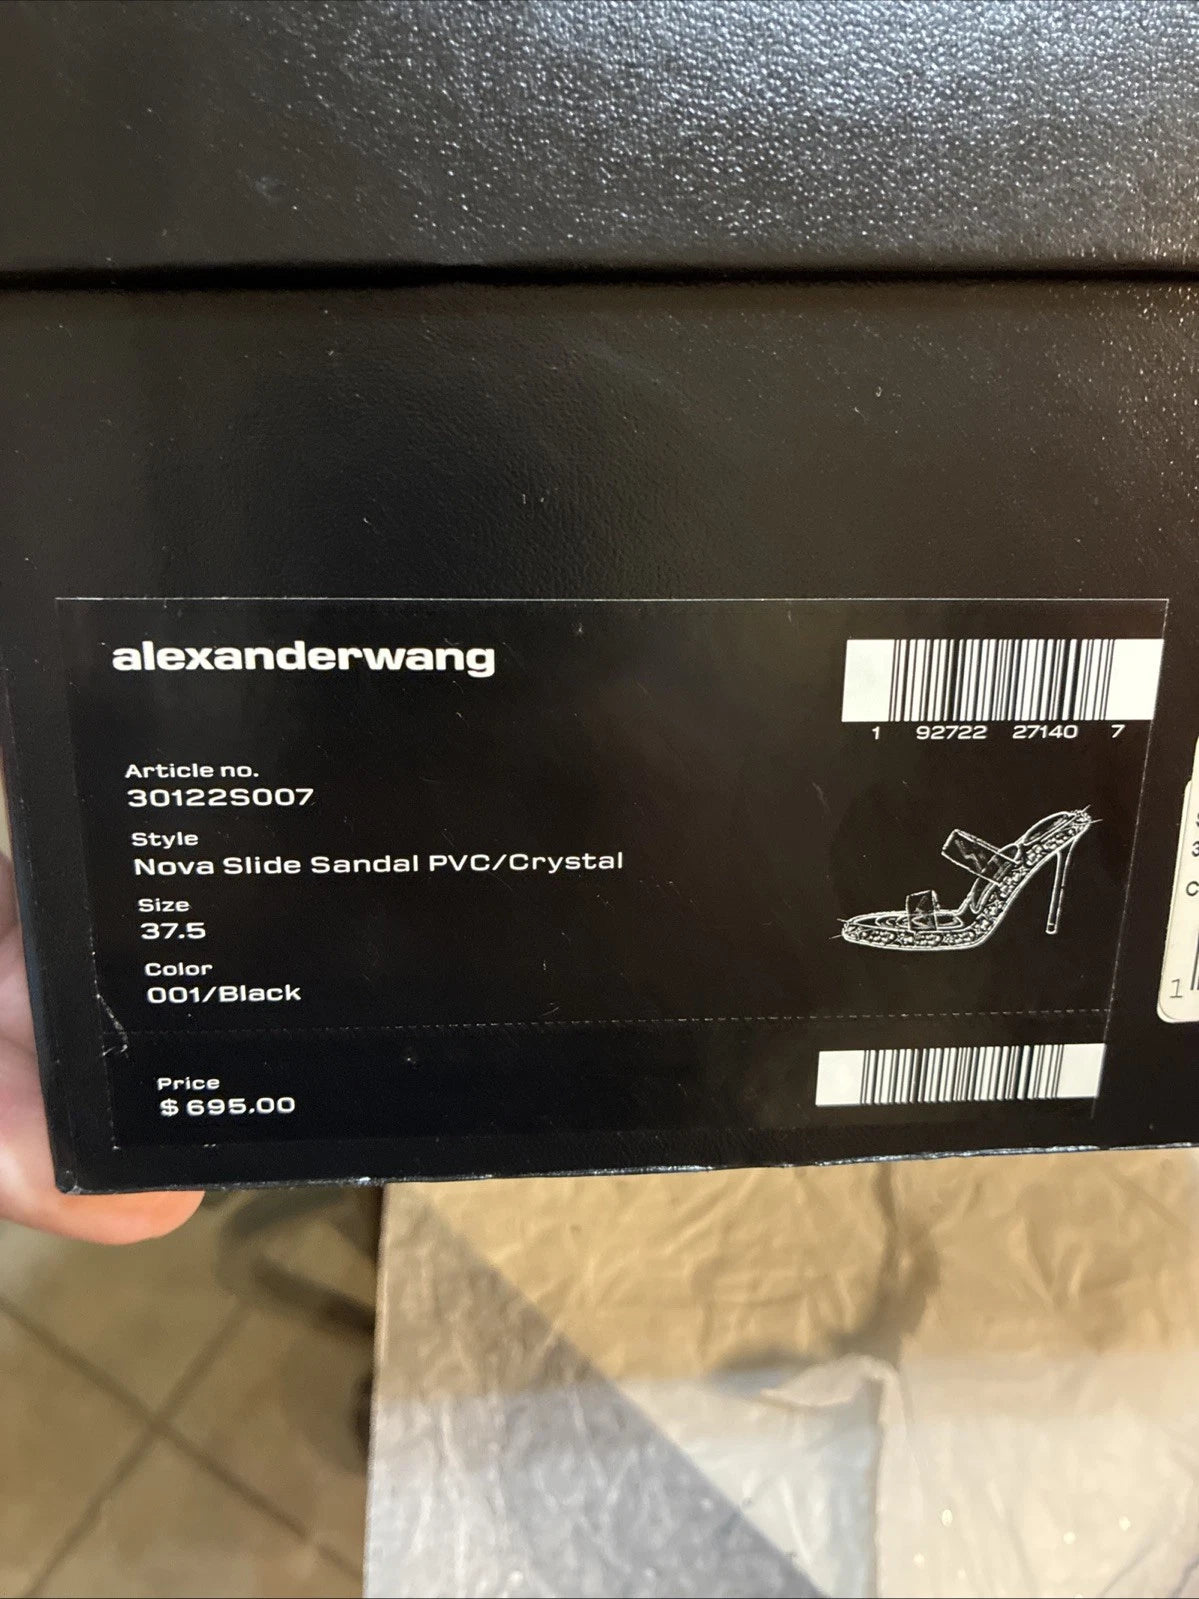 alexanderwang
1 92722 27140 7
Article no.
30122S007
Style
Nova Slide Sandal PVC/Crystal
Size
37.5
Color
001/Black
Price
$ 695.00
1